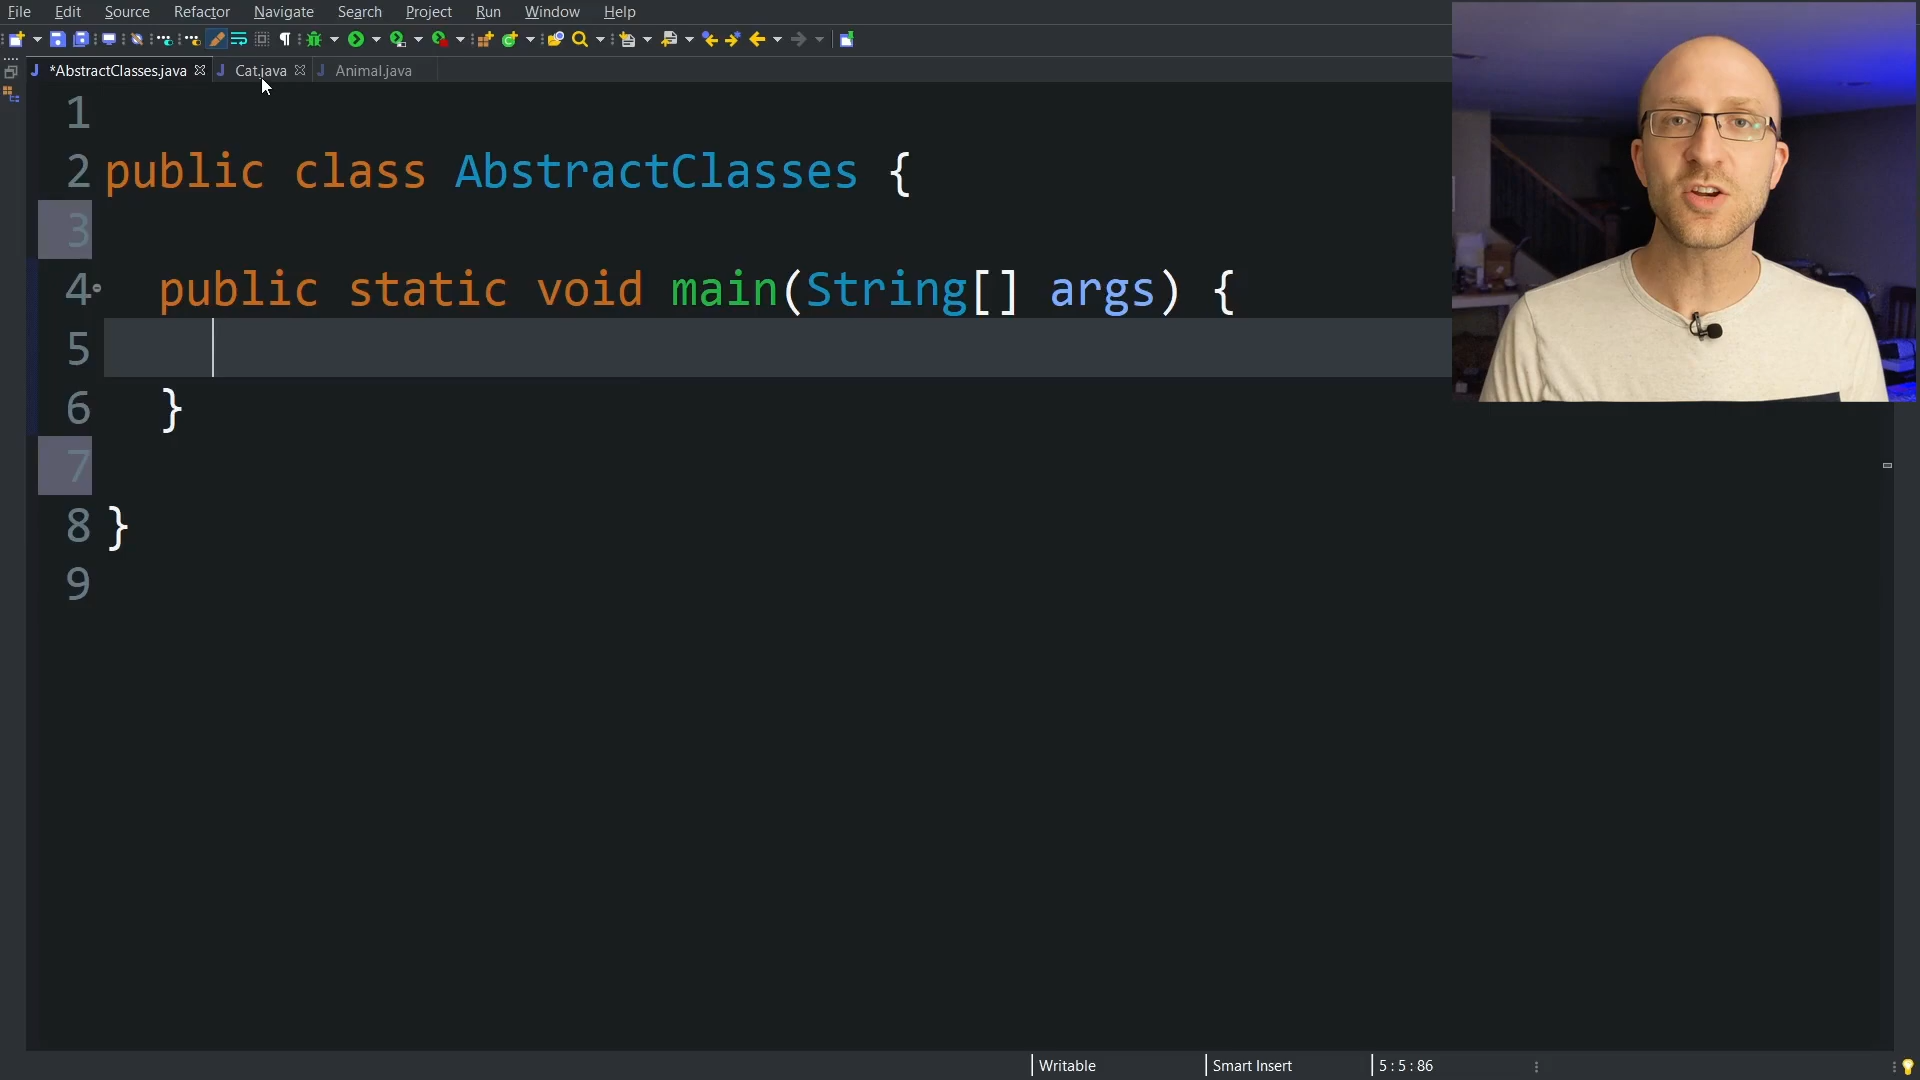 File Edit Source Refactor Navigate Search Project Run Window Help
*AbstractClasses.java Cat.java Animal.java
1
2 public class AbstractClasses {
3
4 public static void main(String[] args) {
5
6 }
7
8 }
9
Writable Smart Insert 5 : 5 : 86